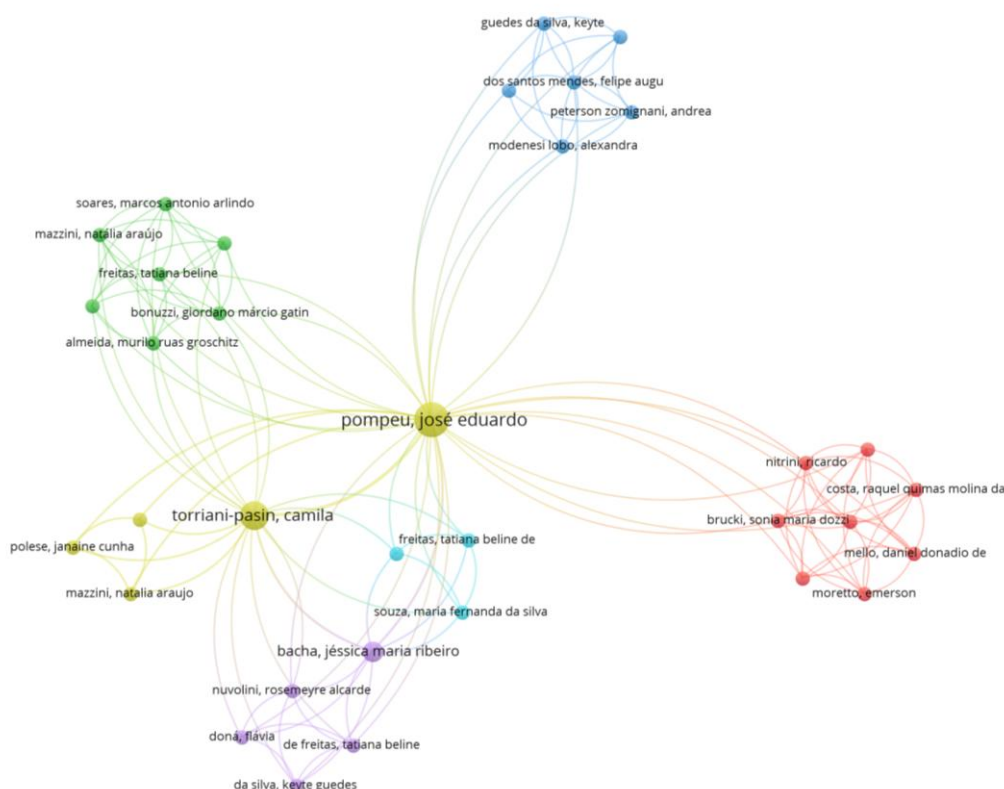 guedes da silva, keyte
dos santos mendes, felipe augu
peterson zomignani, andrea
modenesi lobo, alexandra
soares, marcos antonio arlindo
mazzini, natália araújo
freitas, tatiana beline
bonuzzi, giordano márcio gatin
almeida, murilo ruas groschitz
pompeu, josé eduardo
nitrini, ricardo
costa, raquel quimas molina da
brucki, sonia maria dozzi
mello, daniel donadio de
moretto, emerson
torriani-pasin, camila
polese, janaine cunha
mazzini, natalia araujo
freitas, tatiana beline de
souza, maria fernanda da silva
bacha, jéssica maria ribeiro
nuvolini, rosemeyre alcarde
doná, flávia
de freitas, tatiana beline
da silva, keyte guedes